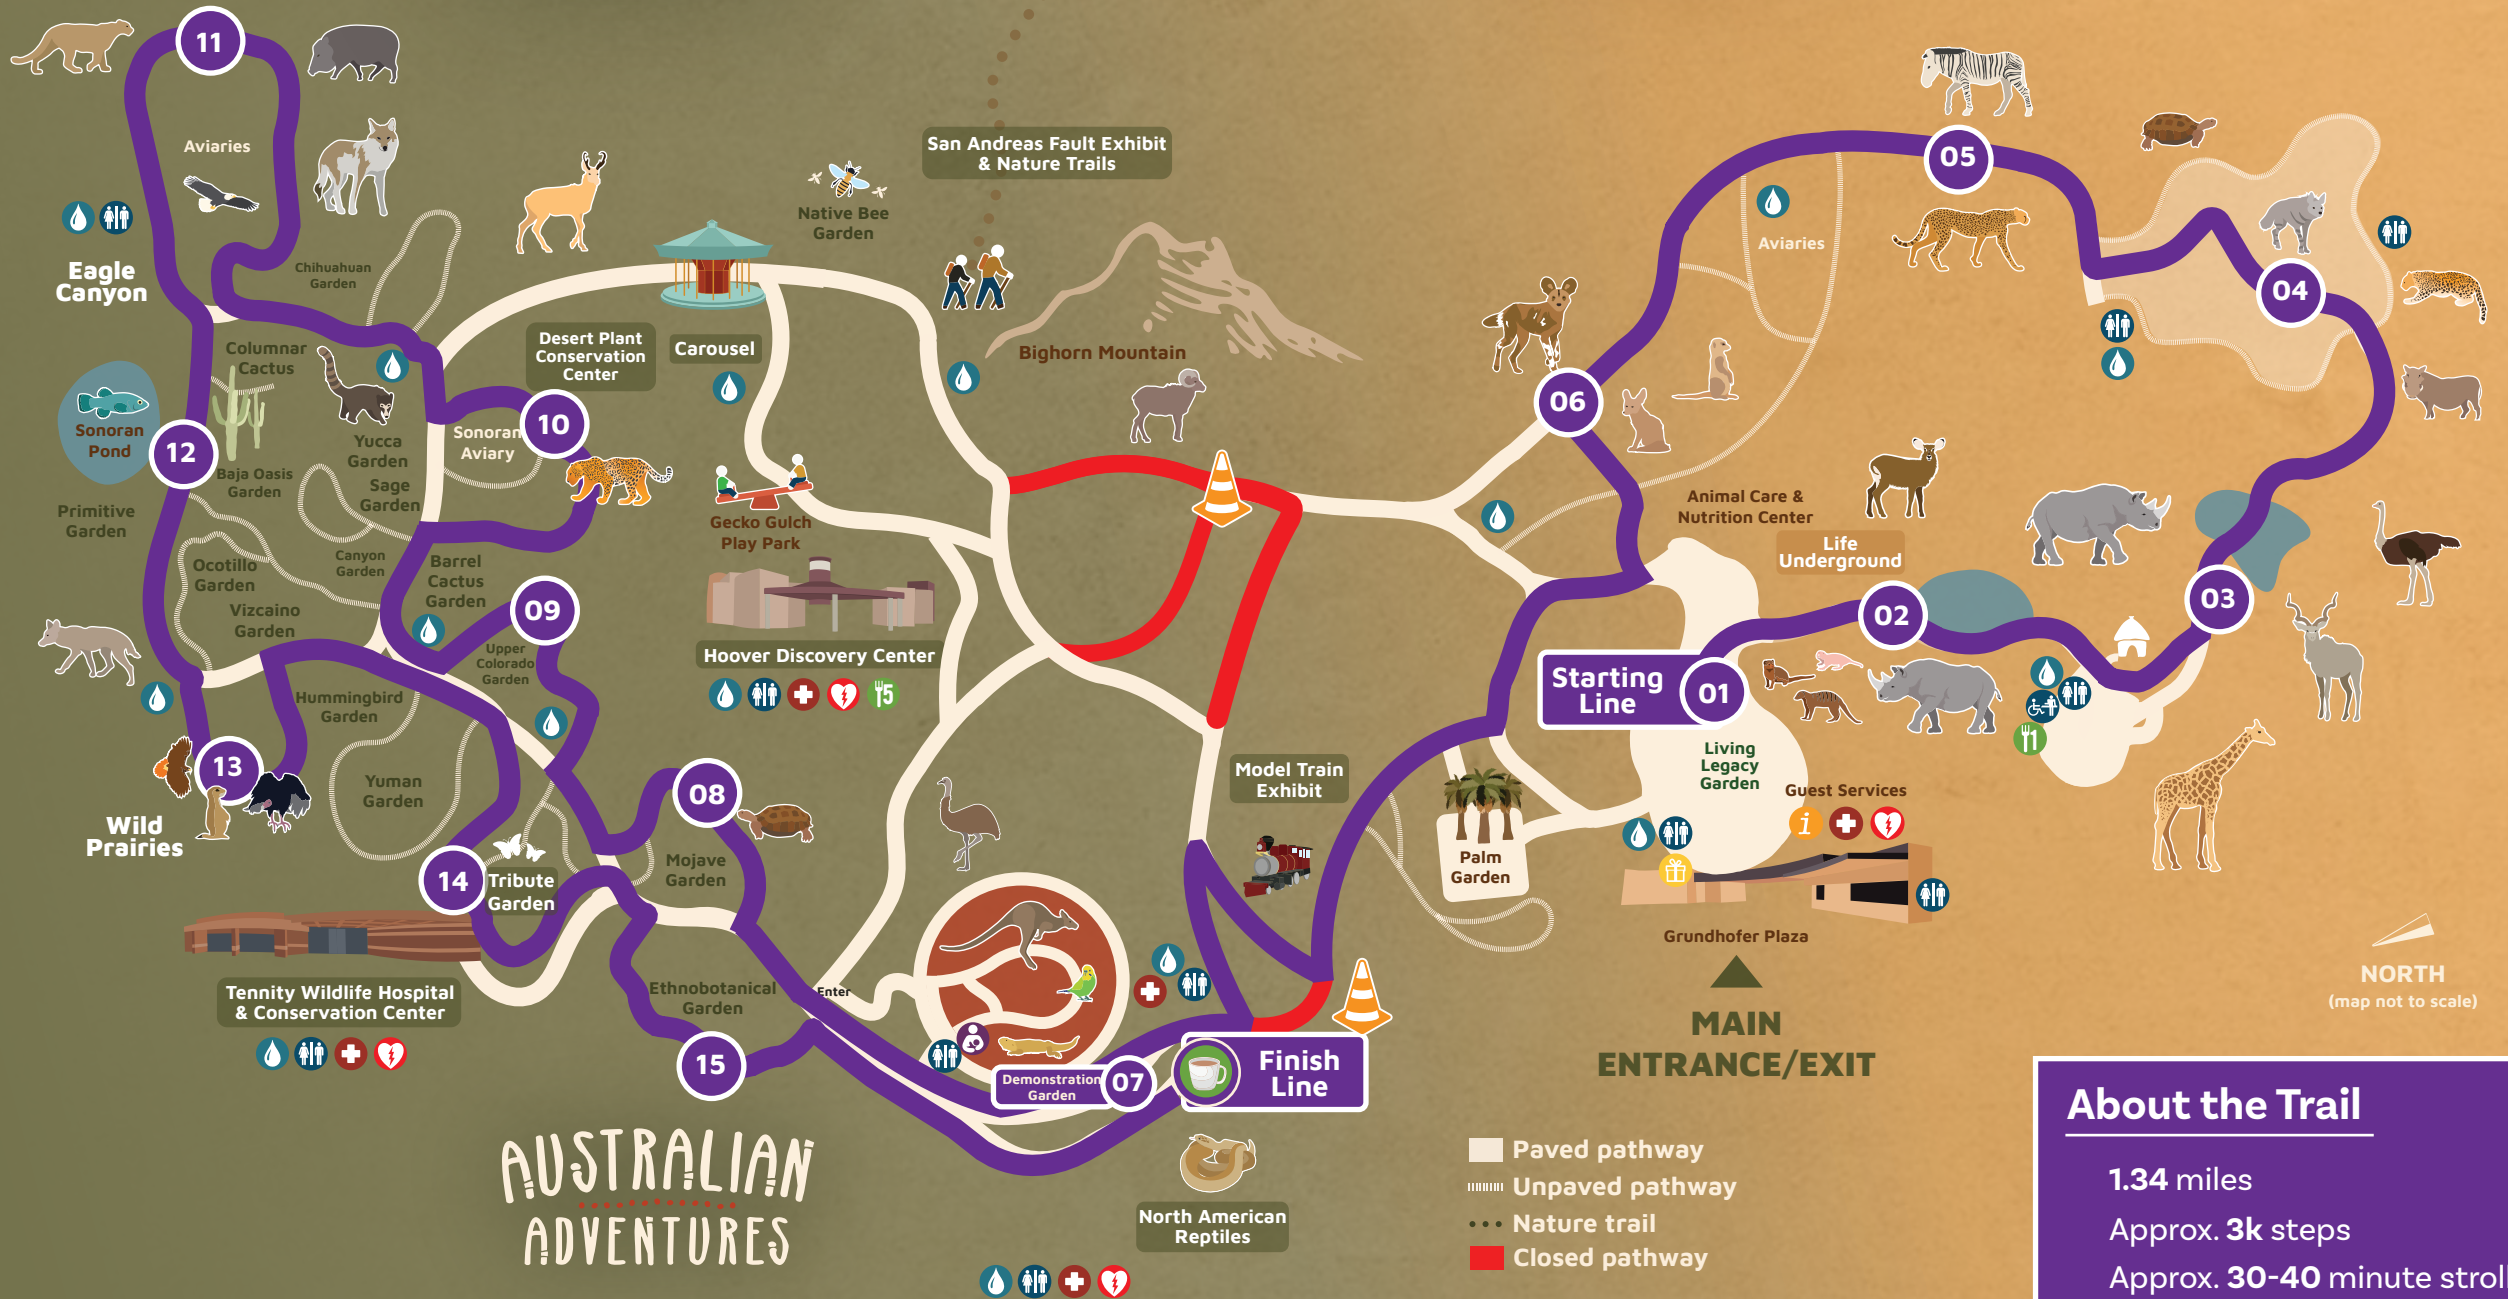 11
Aviaries
Eagle
Canyon
Chihuahuan
Garden
Columnar
Cactus
Sonoran
Pond
12
Baja Oasis
Garden
Yucca
Garden
Sage
Garden
Primitive
Garden
Canyon
Garden
Ocotillo
Garden
Vizcaino
Garden
Barrel
Cactus
Garden
Upper
Colorado
Garden
Hummingbird
Garden
Yuman
Garden
13
Wild
Prairies
14
Tribute
Garden
Tennity Wildlife Hospital
& Conservation Center
Desert Plant
Conservation
Center
Sonoran
Aviary
10
09
08
Mojave
Garden
Ethnobotanical
Garden
15
Enter
AUSTRALIAN
ADVENTURES
Native Bee
Garden
Carousel
San Andreas Fault Exhibit
& Nature Trails
Bighorn Mountain
Gecko Gulch
Play Park
Hoover Discovery Center
5
Model Train
Exhibit
Demonstration
Garden
07
Finish
Line
North American
Reptiles
05
Aviaries
04
06
Animal Care &
Nutrition Center
Life
Underground
02
03
Starting
Line
01
1
Living
Legacy
Garden
Guest Services
i
Palm
Garden
Grundhofer Plaza
MAIN
ENTRANCE/EXIT
NORTH
(map not to scale)
Paved pathway
Unpaved pathway
Nature trail
Closed pathway
About the Trail
1.34 miles
Approx. 3k steps
Approx. 30-40 minute stroll